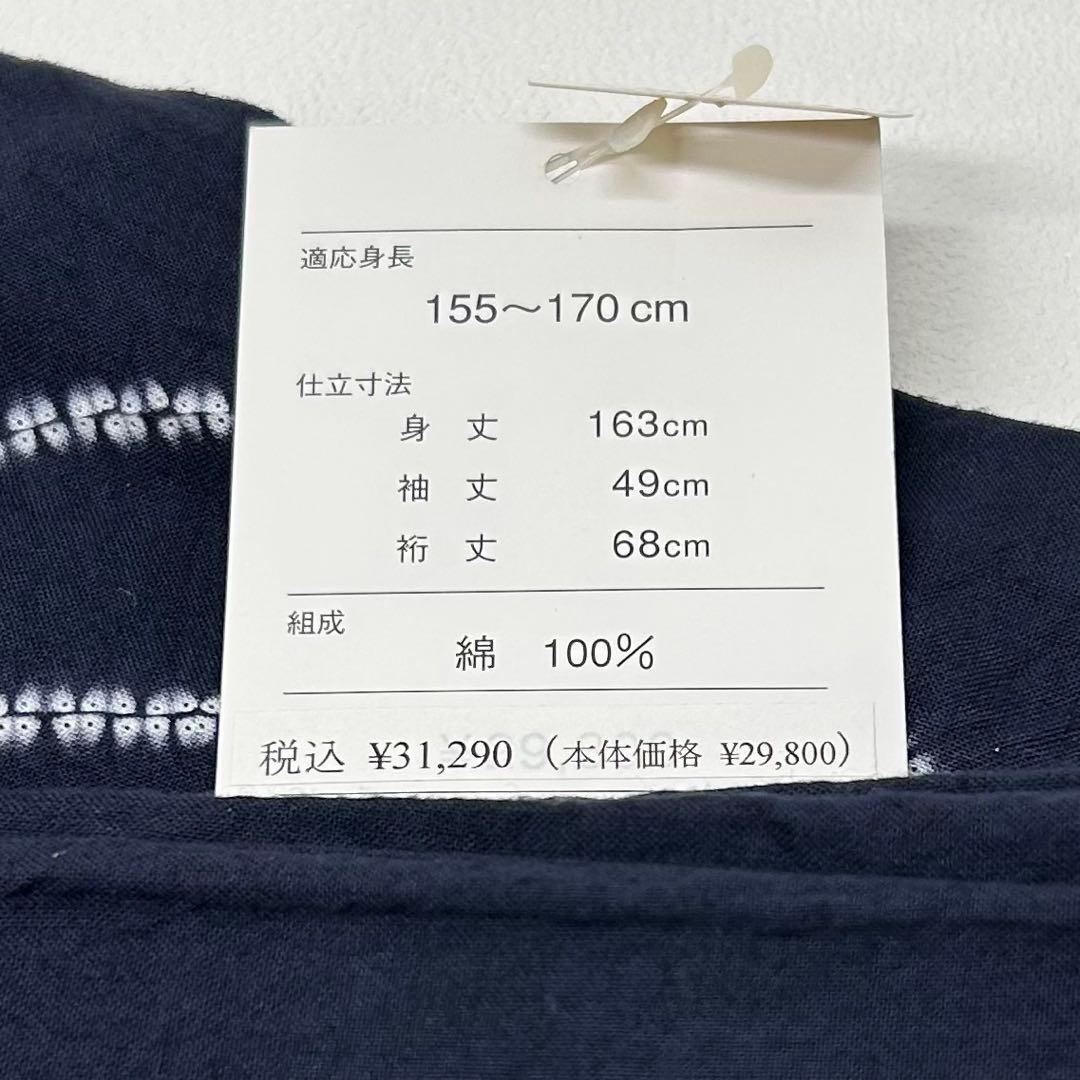 適応身長
155～170 cm
仕立寸法
身 丈 163cm
袖 丈 49cm
裄 丈 68cm
組成
綿 100%
税込 ¥31,290（本体価格 ¥29,800）